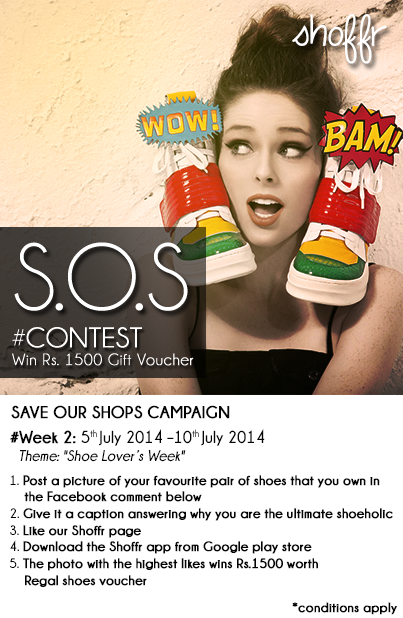 shoffr
WOW!
BAM!
S.O.S
#CONTEST
Win Rs. 1500 Gift Voucher
SAVE OUR SHOPS CAMPAIGN
#Week 2: 5th July 2014 –10th July 2014
Theme: "Shoe Lover's Week"
1. Post a picture of your favourite pair of shoes that you own in
the Facebook comment below
2. Give it a caption answering why you are the ultimate shoeholic
3. Like our Shoffr page
4. Download the Shoffr app from Google play store
5. The photo with the highest likes wins Rs.1500 worth
Regal shoes voucher
*conditions apply